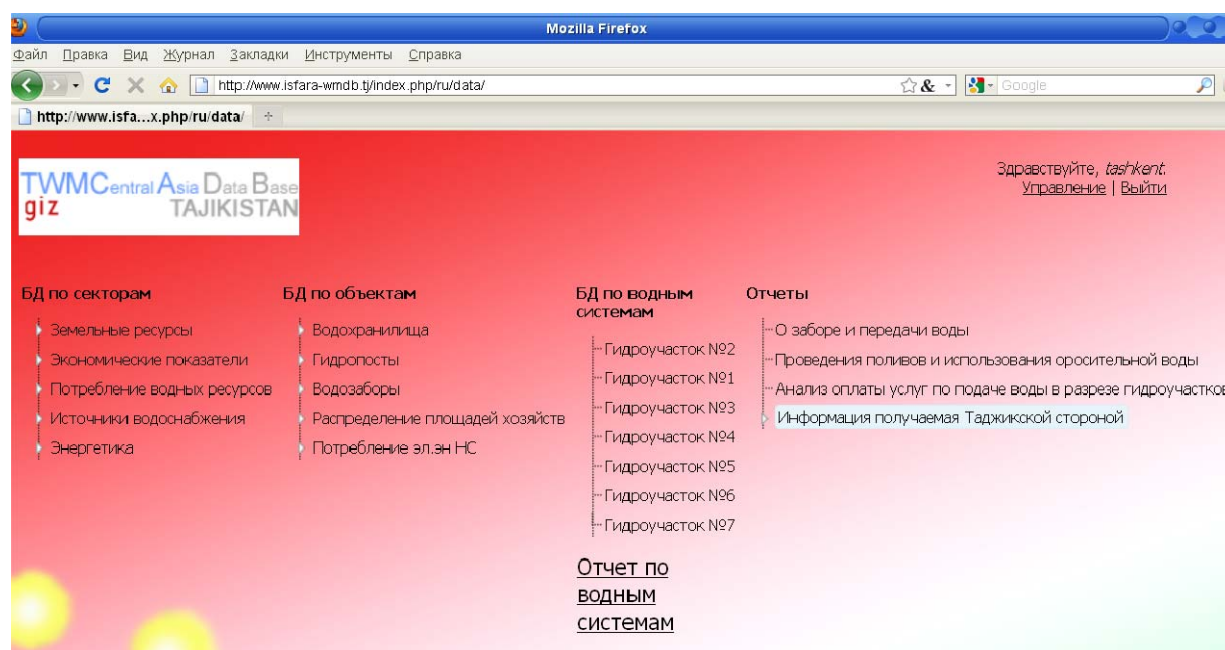 Mozilla Firefox
Файл Правка Вид Журнал Закладки Инструменты Справка
http://www.isfara-wmdb.tj/index.php/ru/data/
Google
http://www.isfa...x.php/ru/data/
TWMCentral Asia Data Base
giz TAJIKISTAN
Здравствуйте, tashkent.
Управление | Выйти
БД по секторам
Земельные ресурсы
Экономические показатели
Потребление водных ресурсов
Источники водоснабжения
Энергетика
БД по объектам
Водохранилища
Гидропосты
Водозаборы
Распределение площадей хозяйств
Потребление эл.эн НС
БД по водным
системам
Гидроучасток №2
Гидроучасток №1
Гидроучасток №3
Гидроучасток №4
Гидроучасток №5
Гидроучасток №6
Гидроучасток №7
Отчет по
водным
системам
Отчеты
О заборе и передачи воды
Проведения поливов и использования оросительной воды
Анализ оплаты услуг по подаче воды в разрезе гидроучастков
Информация получаемая Таджикской стороной